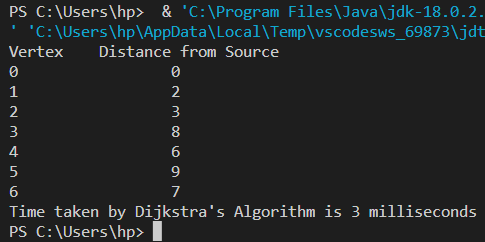 PS C:\Users\hp>  & 'C:\Program Files\Java\jdk-18.0.2.
' 'C:\Users\hp\AppData\Local\Temp\vscodesws_69873\jdt
Vertex Distance from Source
0 0
1 2
2 3
3 8
4 6
5 9
6 7
Time taken by Dijkstra's Algorithm is 3 milliseconds
PS C:\Users\hp>